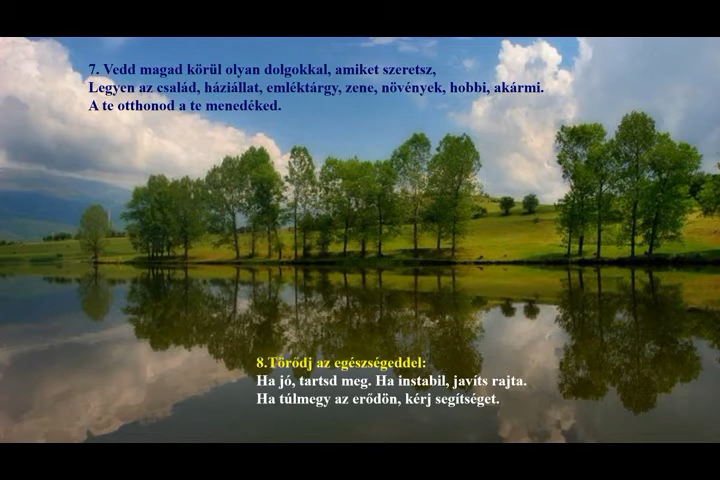 7. Vedd magad körül olyan dolgokkal, amiket szeretsz,
Legyen az család, háziállat, emléktárgy, zene, növények, hobbi, akármi.
A te otthonod a te menedéked.
8.Törődj az egészségeddel:
Ha jó, tartsd meg. Ha instabil, javíts rajta.
Ha túlmegy az erődön, kérj segítséget.